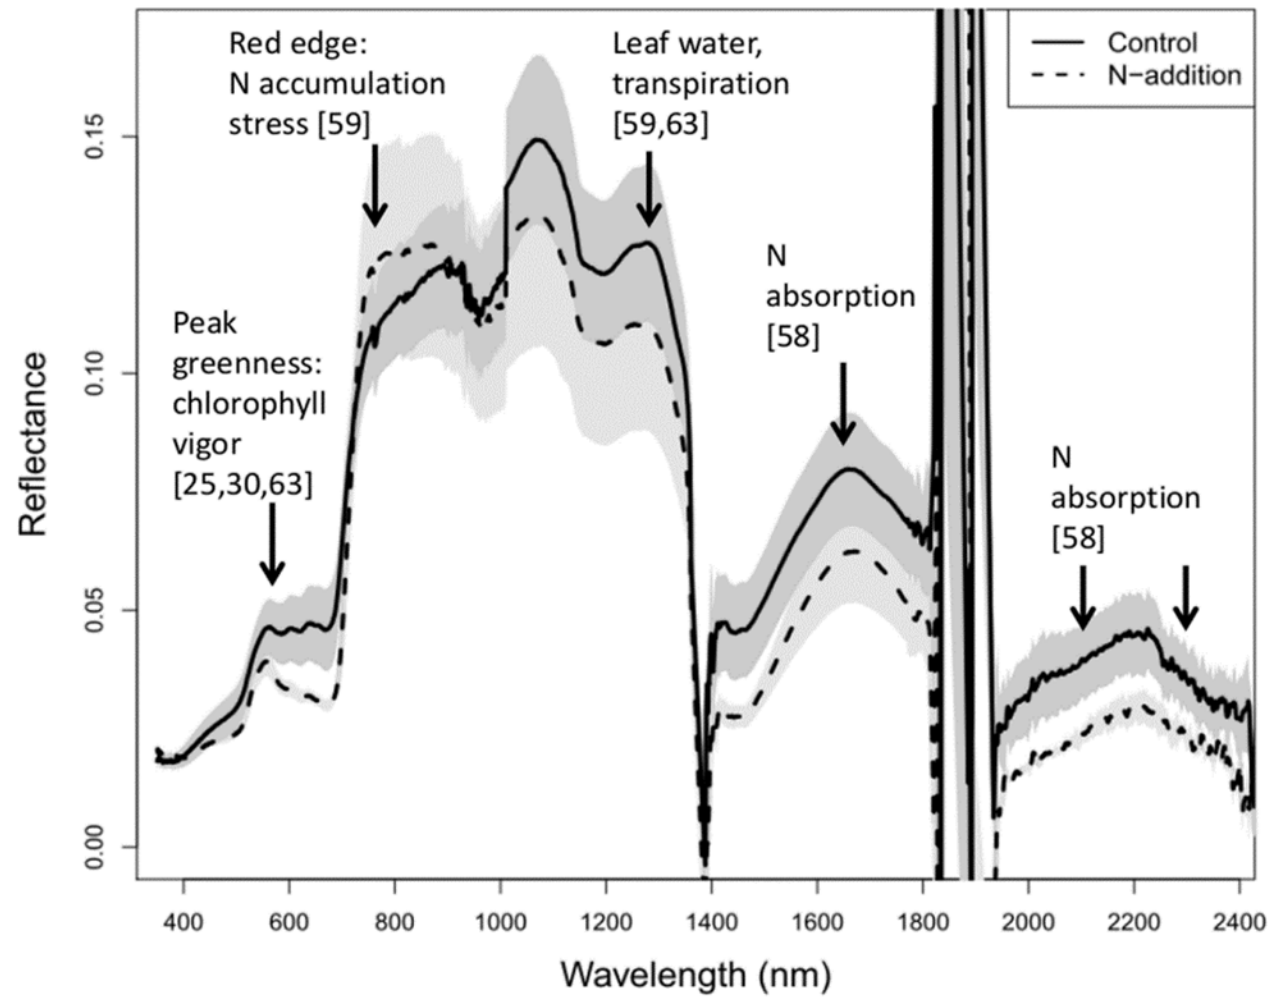 Red edge:
N accumulation
stress [59]
Leaf water,
transpiration
[59,63]
Control
N−addition
N
absorption
[58]
Peak
greenness:
chlorophyll
vigor
[25,30,63]
N
absorption
[58]
Reflectance
0.15
0.10
0.05
0.00
400
600
800
1000
1200
1400
1600
1800
2000
2200
2400
Wavelength (nm)